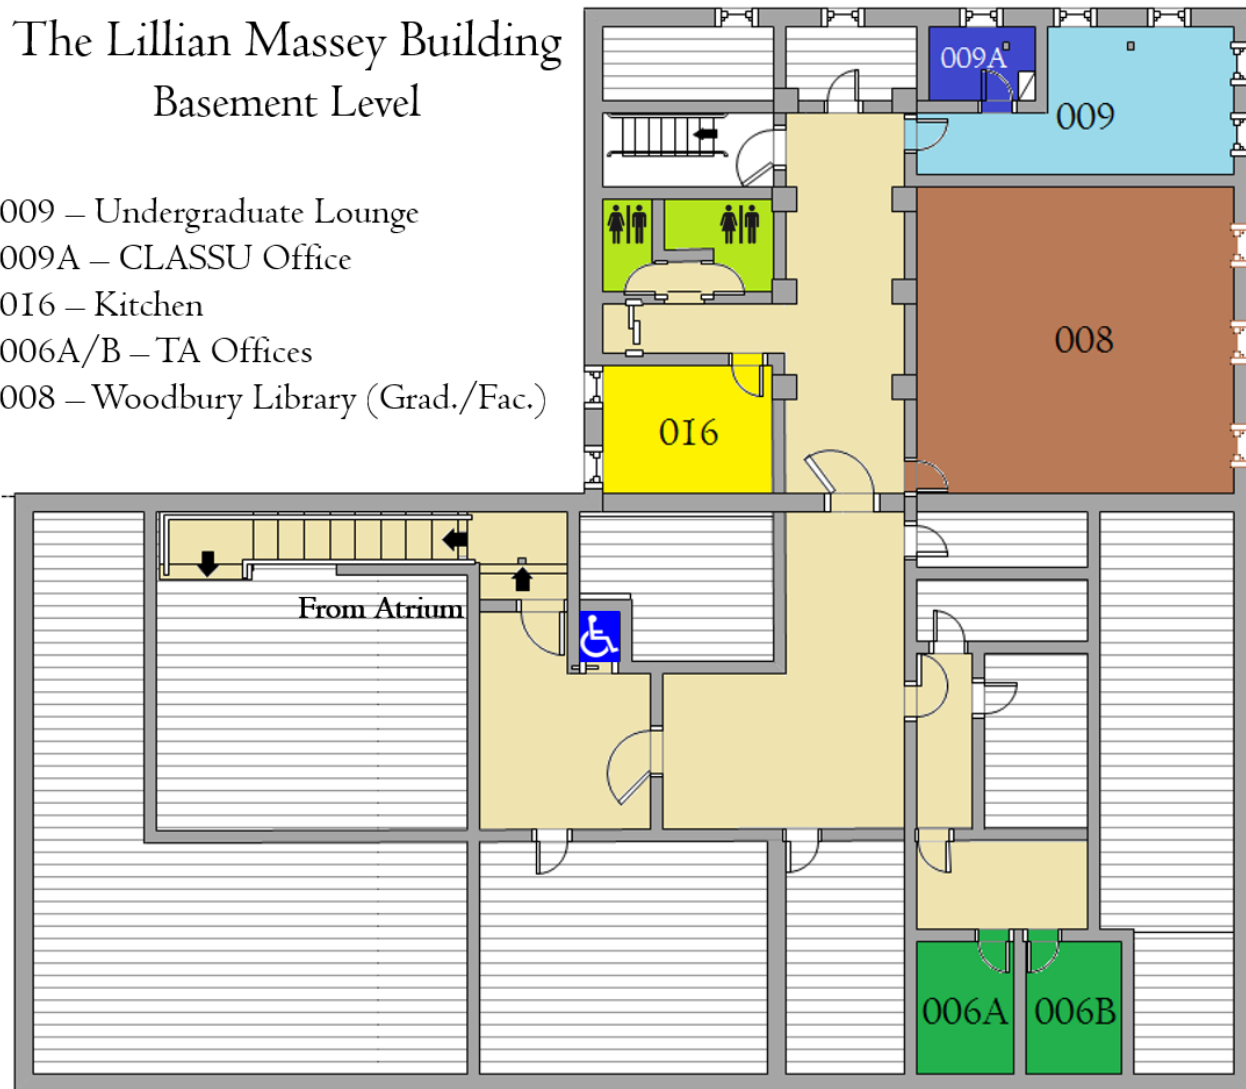 The Lillian Massey Building
Basement Level
009 – Undergraduate Lounge
009A – CLASSU Office
016 – Kitchen
006A/B – TA Offices
008 – Woodbury Library (Grad./Fac.)
009A
009
008
016
From Atrium
006A
006B